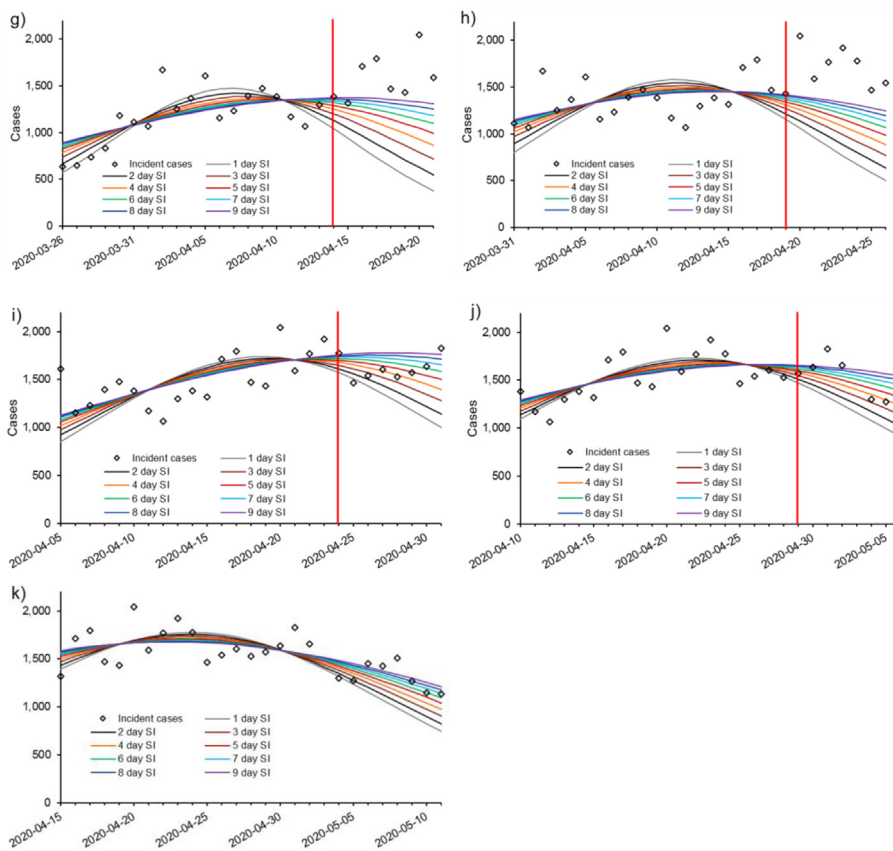 g)
2,000
1,500
1,000
500
0
Cases
Incident cases 1 day SI
2 day SI 3 day SI
4 day SI 5 day SI
6 day SI 7 day SI
8 day SI 9 day SI
2020-03-26 2020-03-31 2020-04-05 2020-04-10 2020-04-15 2020-04-20
h)
2,000
1,500
1,000
500
0
Cases
Incident cases 1 day SI
2 day SI 3 day SI
4 day SI 5 day SI
6 day SI 7 day SI
8 day SI 9 day SI
2020-03-31 2020-04-05 2020-04-10 2020-04-15 2020-04-20 2020-04-25
i)
2,000
1,500
1,000
500
0
Cases
Incident cases 1 day SI
2 day SI 3 day SI
4 day SI 5 day SI
6 day SI 7 day SI
8 day SI 9 day SI
2020-04-05 2020-04-10 2020-04-15 2020-04-20 2020-04-25 2020-04-30
j)
2,000
1,500
1,000
500
0
Cases
Incident cases 1 day SI
2 day SI 3 day SI
4 day SI 5 day SI
6 day SI 7 day SI
8 day SI 9 day SI
2020-04-10 2020-04-15 2020-04-20 2020-04-25 2020-04-30 2020-05-05
k)
2,000
1,500
1,000
500
0
Cases
Incident cases 1 day SI
2 day SI 3 day SI
4 day SI 5 day SI
6 day SI 7 day SI
8 day SI 9 day SI
2020-04-15 2020-04-20 2020-04-25 2020-04-30 2020-05-05 2020-05-10